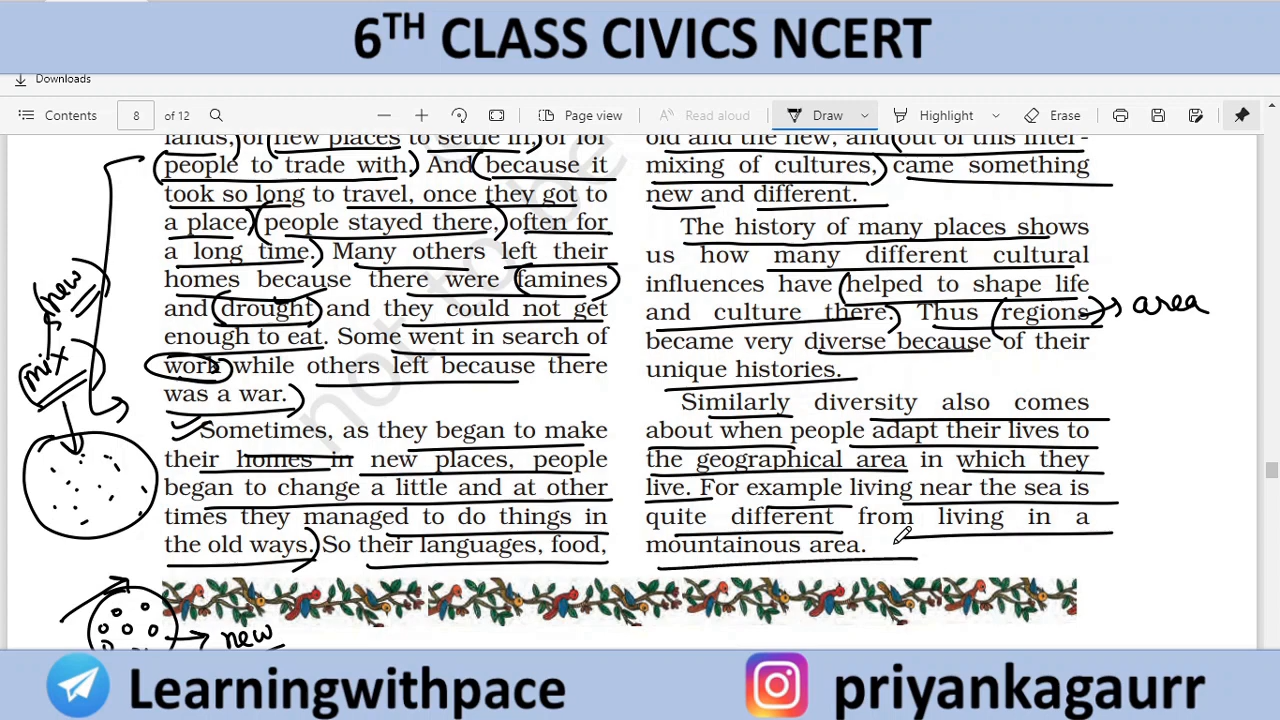 6TH CLASS CIVICS NCERT
Downloads
Contents 8 of 12 Page view Read aloud Draw Highlight Erase
lands, or new places to settle in, or for
people to trade with. And because it
took so long to travel, once they got to
a place people stayed there, often for
a long time. Many others left their
homes because there were famines
and drought and they could not get
enough to eat. Some went in search of
work while others left because there
was a war.
Sometimes, as they began to make
their homes in new places, people
began to change a little and at other
times they managed to do things in
the old ways. So their languages, food,
new
mix
new
old and the new, and out of this inter-
mixing of cultures, came something
new and different.
The history of many places shows
us how many different cultural
influences have helped to shape life
and culture there. Thus regions
became very diverse because of their
unique histories.
area
Similarly diversity also comes
about when people adapt their lives to
the geographical area in which they
live. For example living near the sea is
quite different from living in a
mountainous area.
not to be
Learningwithpace
priyankagaurr